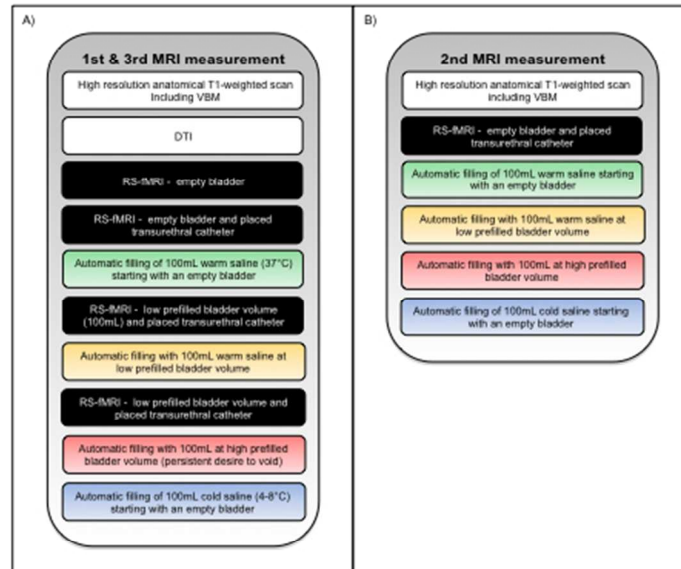 A)
1st & 3rd MRI measurement
High resolution anatomical T1-weighted scan
Including VBM
DTI
RS-fMRI - empty bladder
RS-fMRI - empty bladder and placed
transurethral catheter
Automatic filling of 100mL warm saline (37°C)
starting with an empty bladder
RS-fMRI - low prefilled bladder volume
(100mL) and placed transurethral catheter
Automatic filling with 100mL warm saline at
low prefilled bladder volume
RS-fMRI - low prefilled bladder volume and
placed transurethral catheter
Automatic filling with 100mL at high prefilled
bladder volume (persistent desire to void)
Automatic filling of 100mL cold saline (4-8°C)
starting with an empty bladder
B)
2nd MRI measurement
High resolution anatomical T1-weighted scan
including VBM
RS-fMRI - empty bladder and placed
transurethral catheter
Automatic filling of 100mL warm saline starting
with an empty bladder
Automatic filling with 100mL warm saline at
low prefilled bladder volume
Automatic filling with 100mL at high prefilled
bladder volume
Automatic filling of 100mL cold saline starting
with an empty bladder